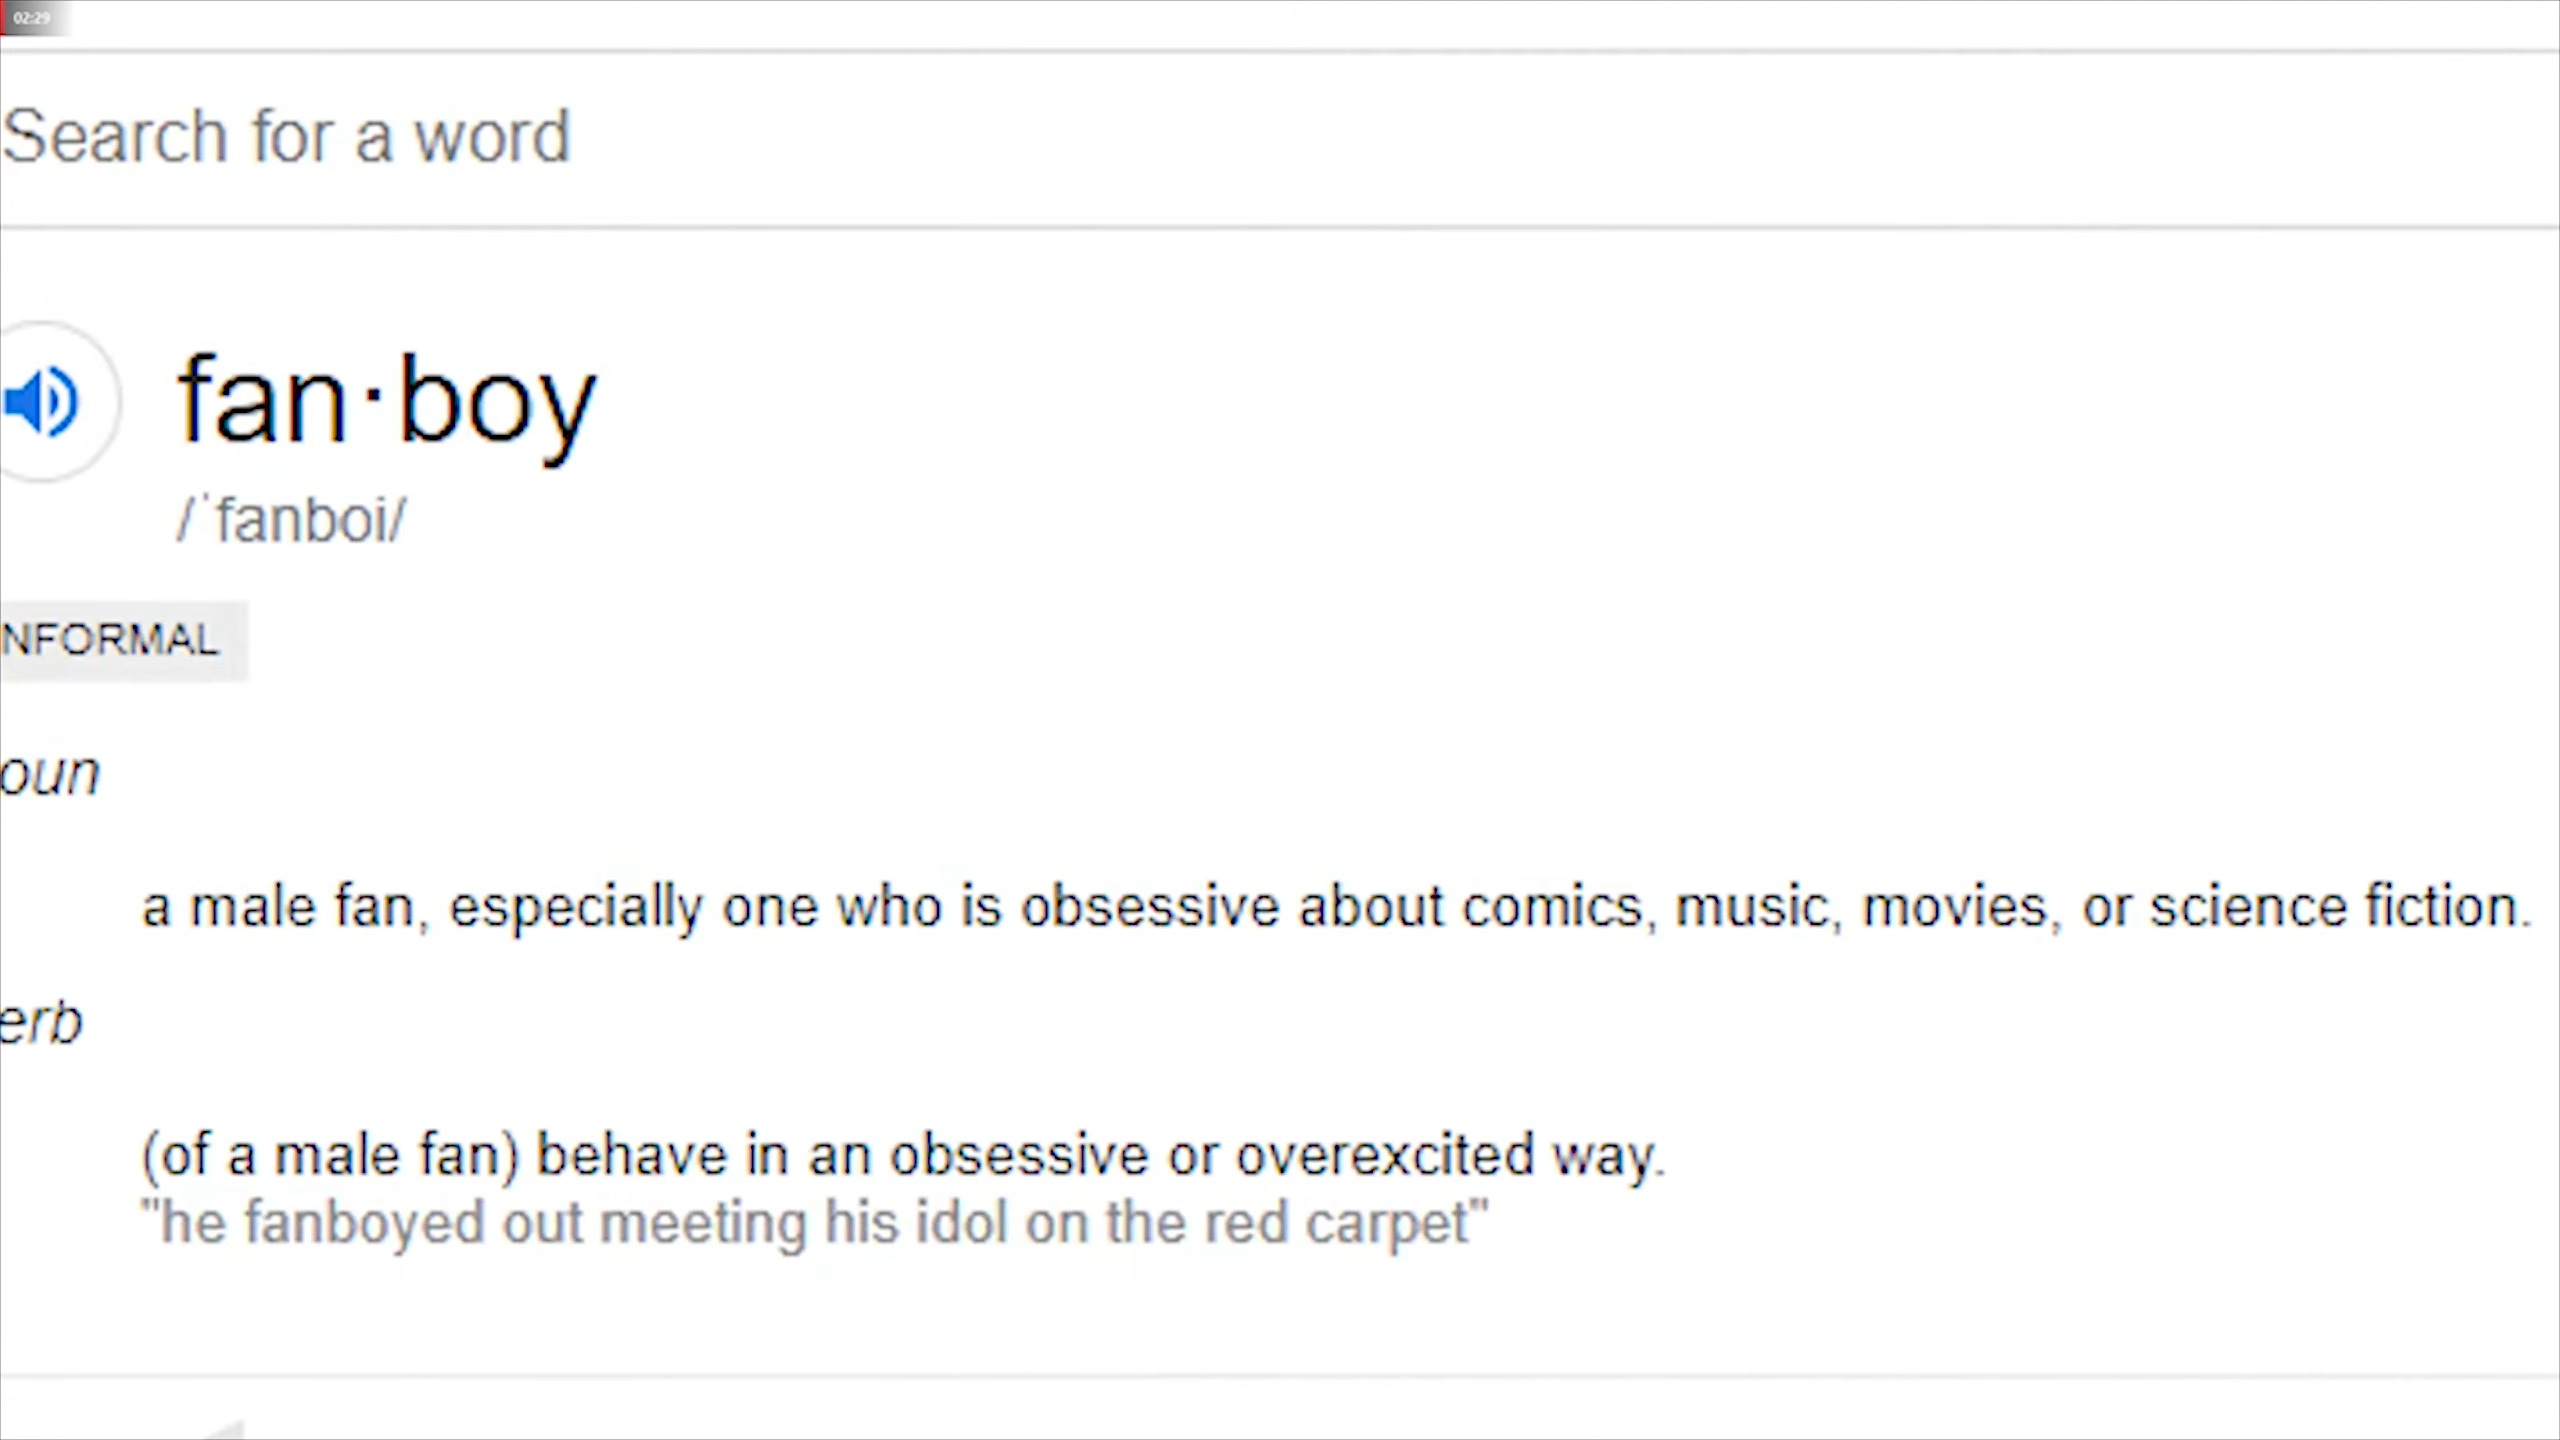 02:29
Search for a word
fan·boy
/ˈfanboi/
NFORMAL
oun
a male fan, especially one who is obsessive about comics, music, movies, or science fiction.
erb
(of a male fan) behave in an obsessive or overexcited way.
"he fanboyed out meeting his idol on the red carpet"